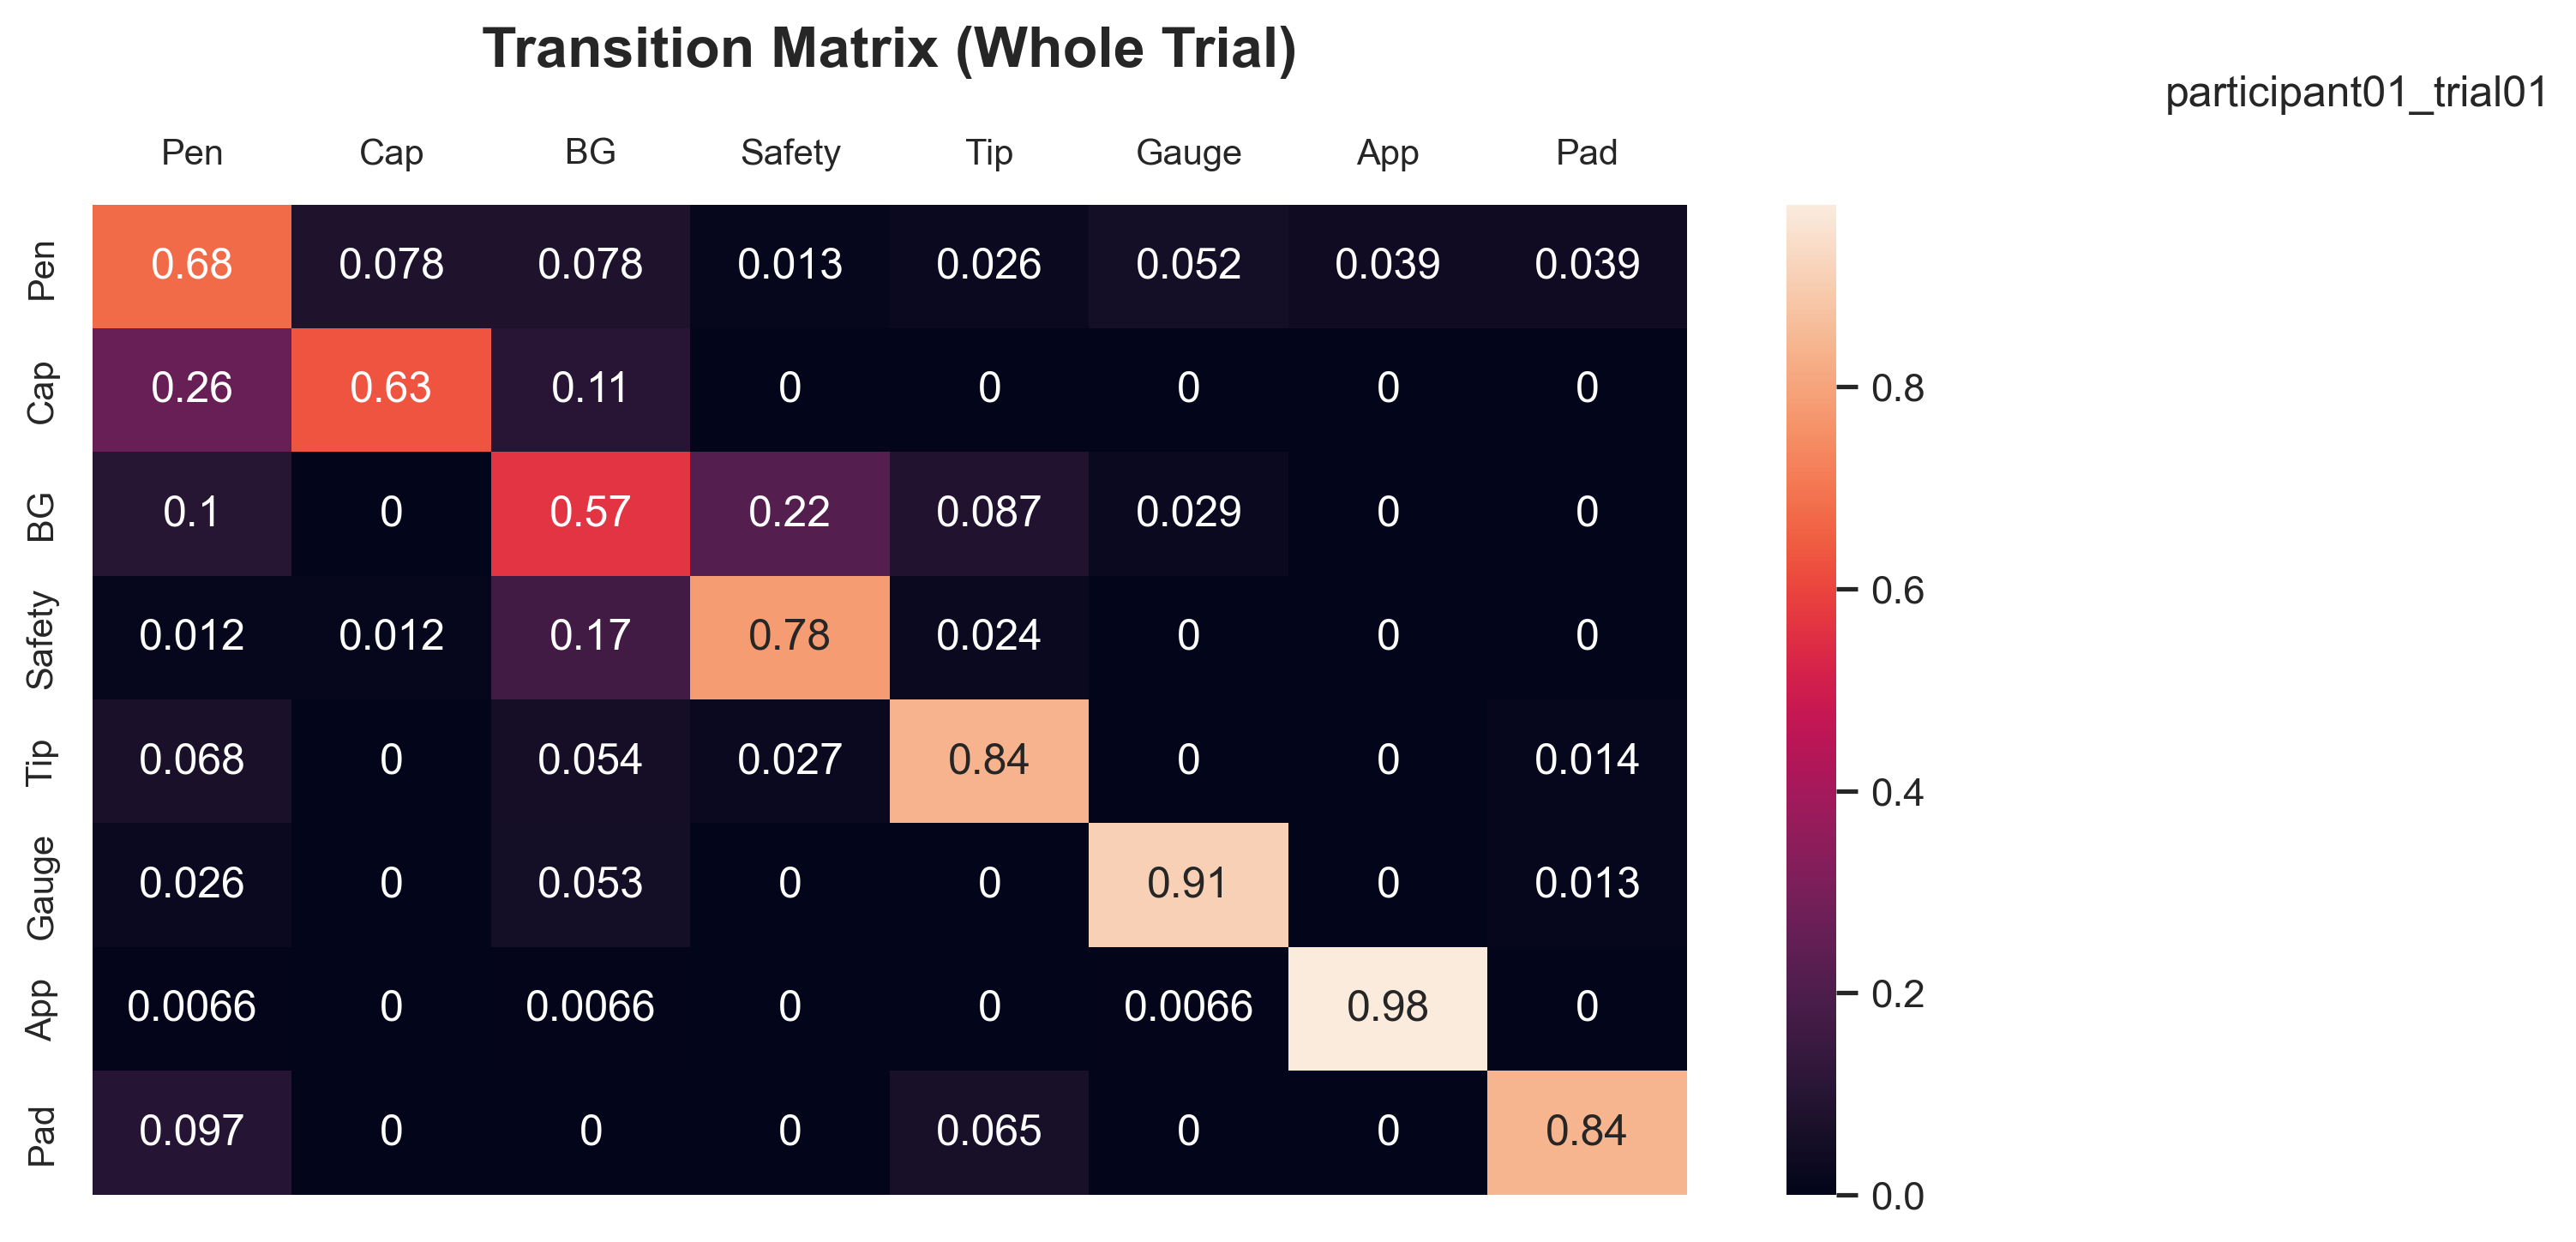 Transition Matrix (Whole Trial)
participant01_trial01
Pen Cap BG Safety Tip Gauge App Pad
Pen 0.68 0.078 0.078 0.013 0.026 0.052 0.039 0.039
Cap 0.26 0.63 0.11 0 0 0 0 0
BG 0.1 0 0.57 0.22 0.087 0.029 0 0
Safety 0.012 0.012 0.17 0.78 0.024 0 0 0
Tip 0.068 0 0.054 0.027 0.84 0 0 0.014
Gauge 0.026 0 0.053 0 0 0.91 0 0.013
App 0.0066 0 0.0066 0 0 0.0066 0.98 0
Pad 0.097 0 0 0 0.065 0 0 0.84
0.8
0.6
0.4
0.2
0.0